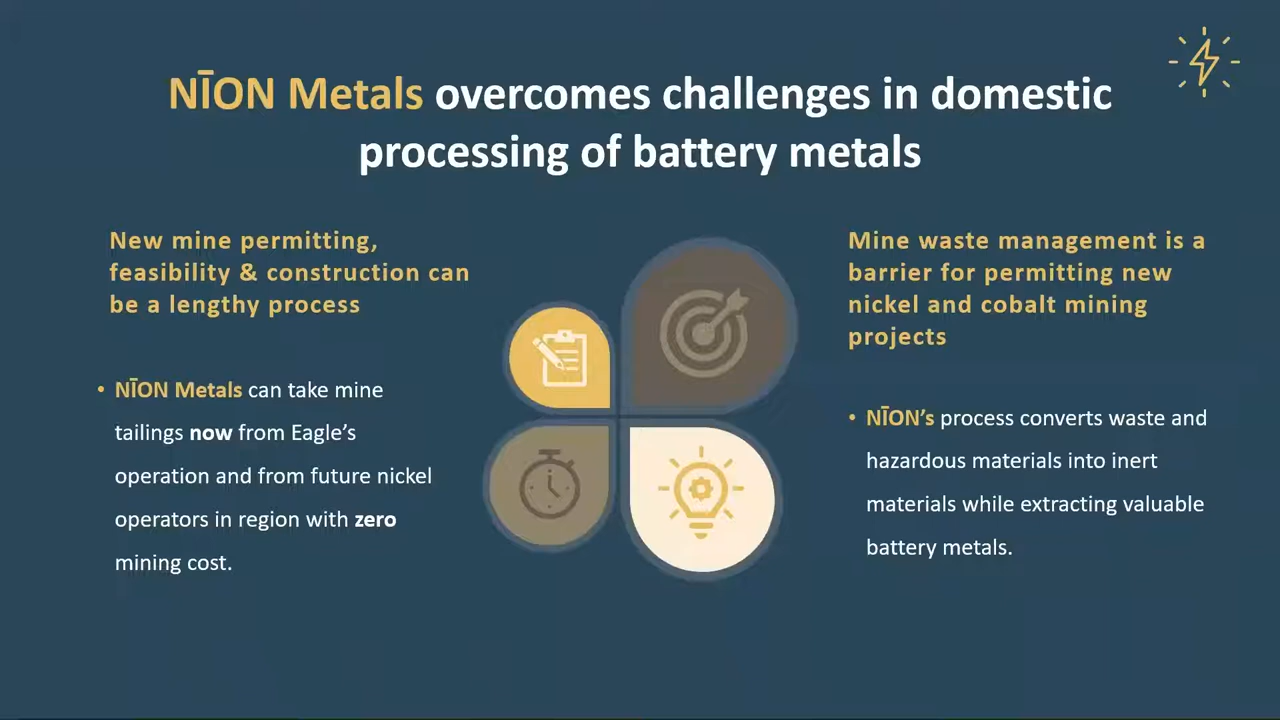 NĪON Metals overcomes challenges in domestic
processing of battery metals
New mine permitting,
feasibility & construction can
be a lengthy process
• NĪON Metals can take mine
tailings now from Eagle’s
operation and from future nickel
operators in region with zero
mining cost.
Mine waste management is a
barrier for permitting new
nickel and cobalt mining
projects
• NĪON’s process converts waste and
hazardous materials into inert
materials while extracting valuable
battery metals.